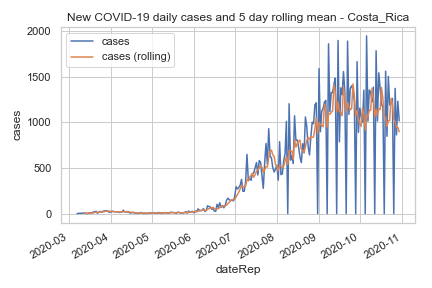 New COVID-19 daily cases and 5 day rolling mean - Costa_Rica
cases
cases (rolling)
2000
1500
1000
500
0
cases
2020-03
2020-04
2020-05
2020-06
2020-07
2020-08
2020-09
2020-10
2020-11
dateRep